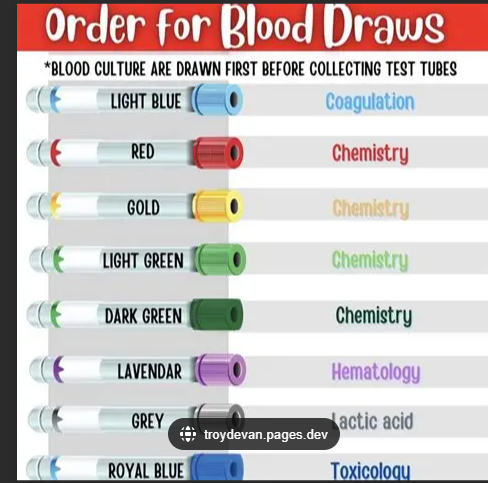 Order for Blood Draws
*BLOOD CULTURE ARE DRAWN FIRST BEFORE COLLECTING TEST TUBES
LIGHT BLUE Coagulation
RED Chemistry
GOLD Chemistry
LIGHT GREEN Chemistry
DARK GREEN Chemistry
LAVENDAR Hematology
GREY Lactic acid
troydevan.pages.dev
ROYAL BLUE Toxicology